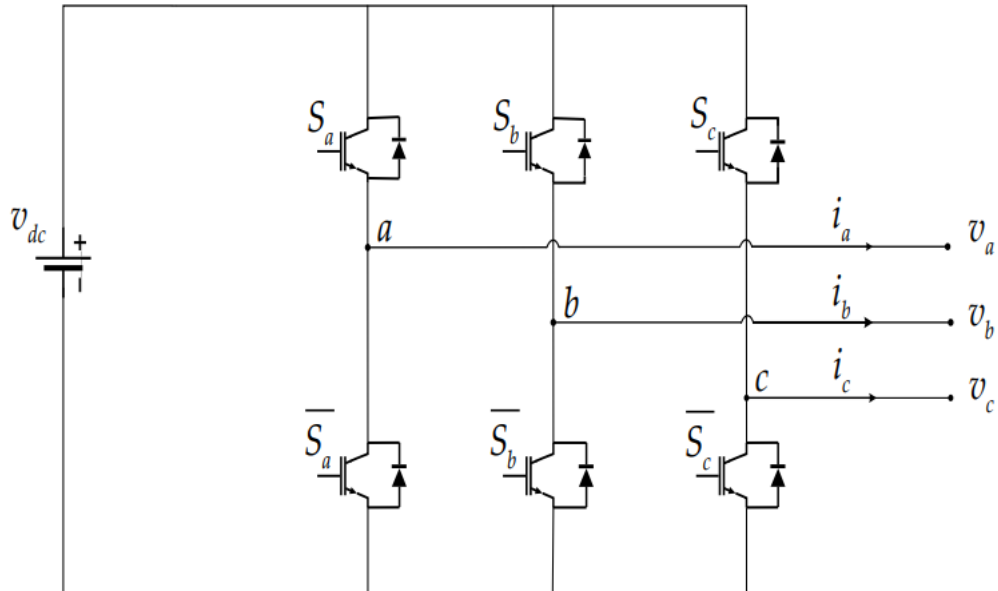 S_a S_b S_c
v_dc + −
a i_a v_a
b i_b v_b
c i_c v_c
S̅_a S̅_b S̅_c